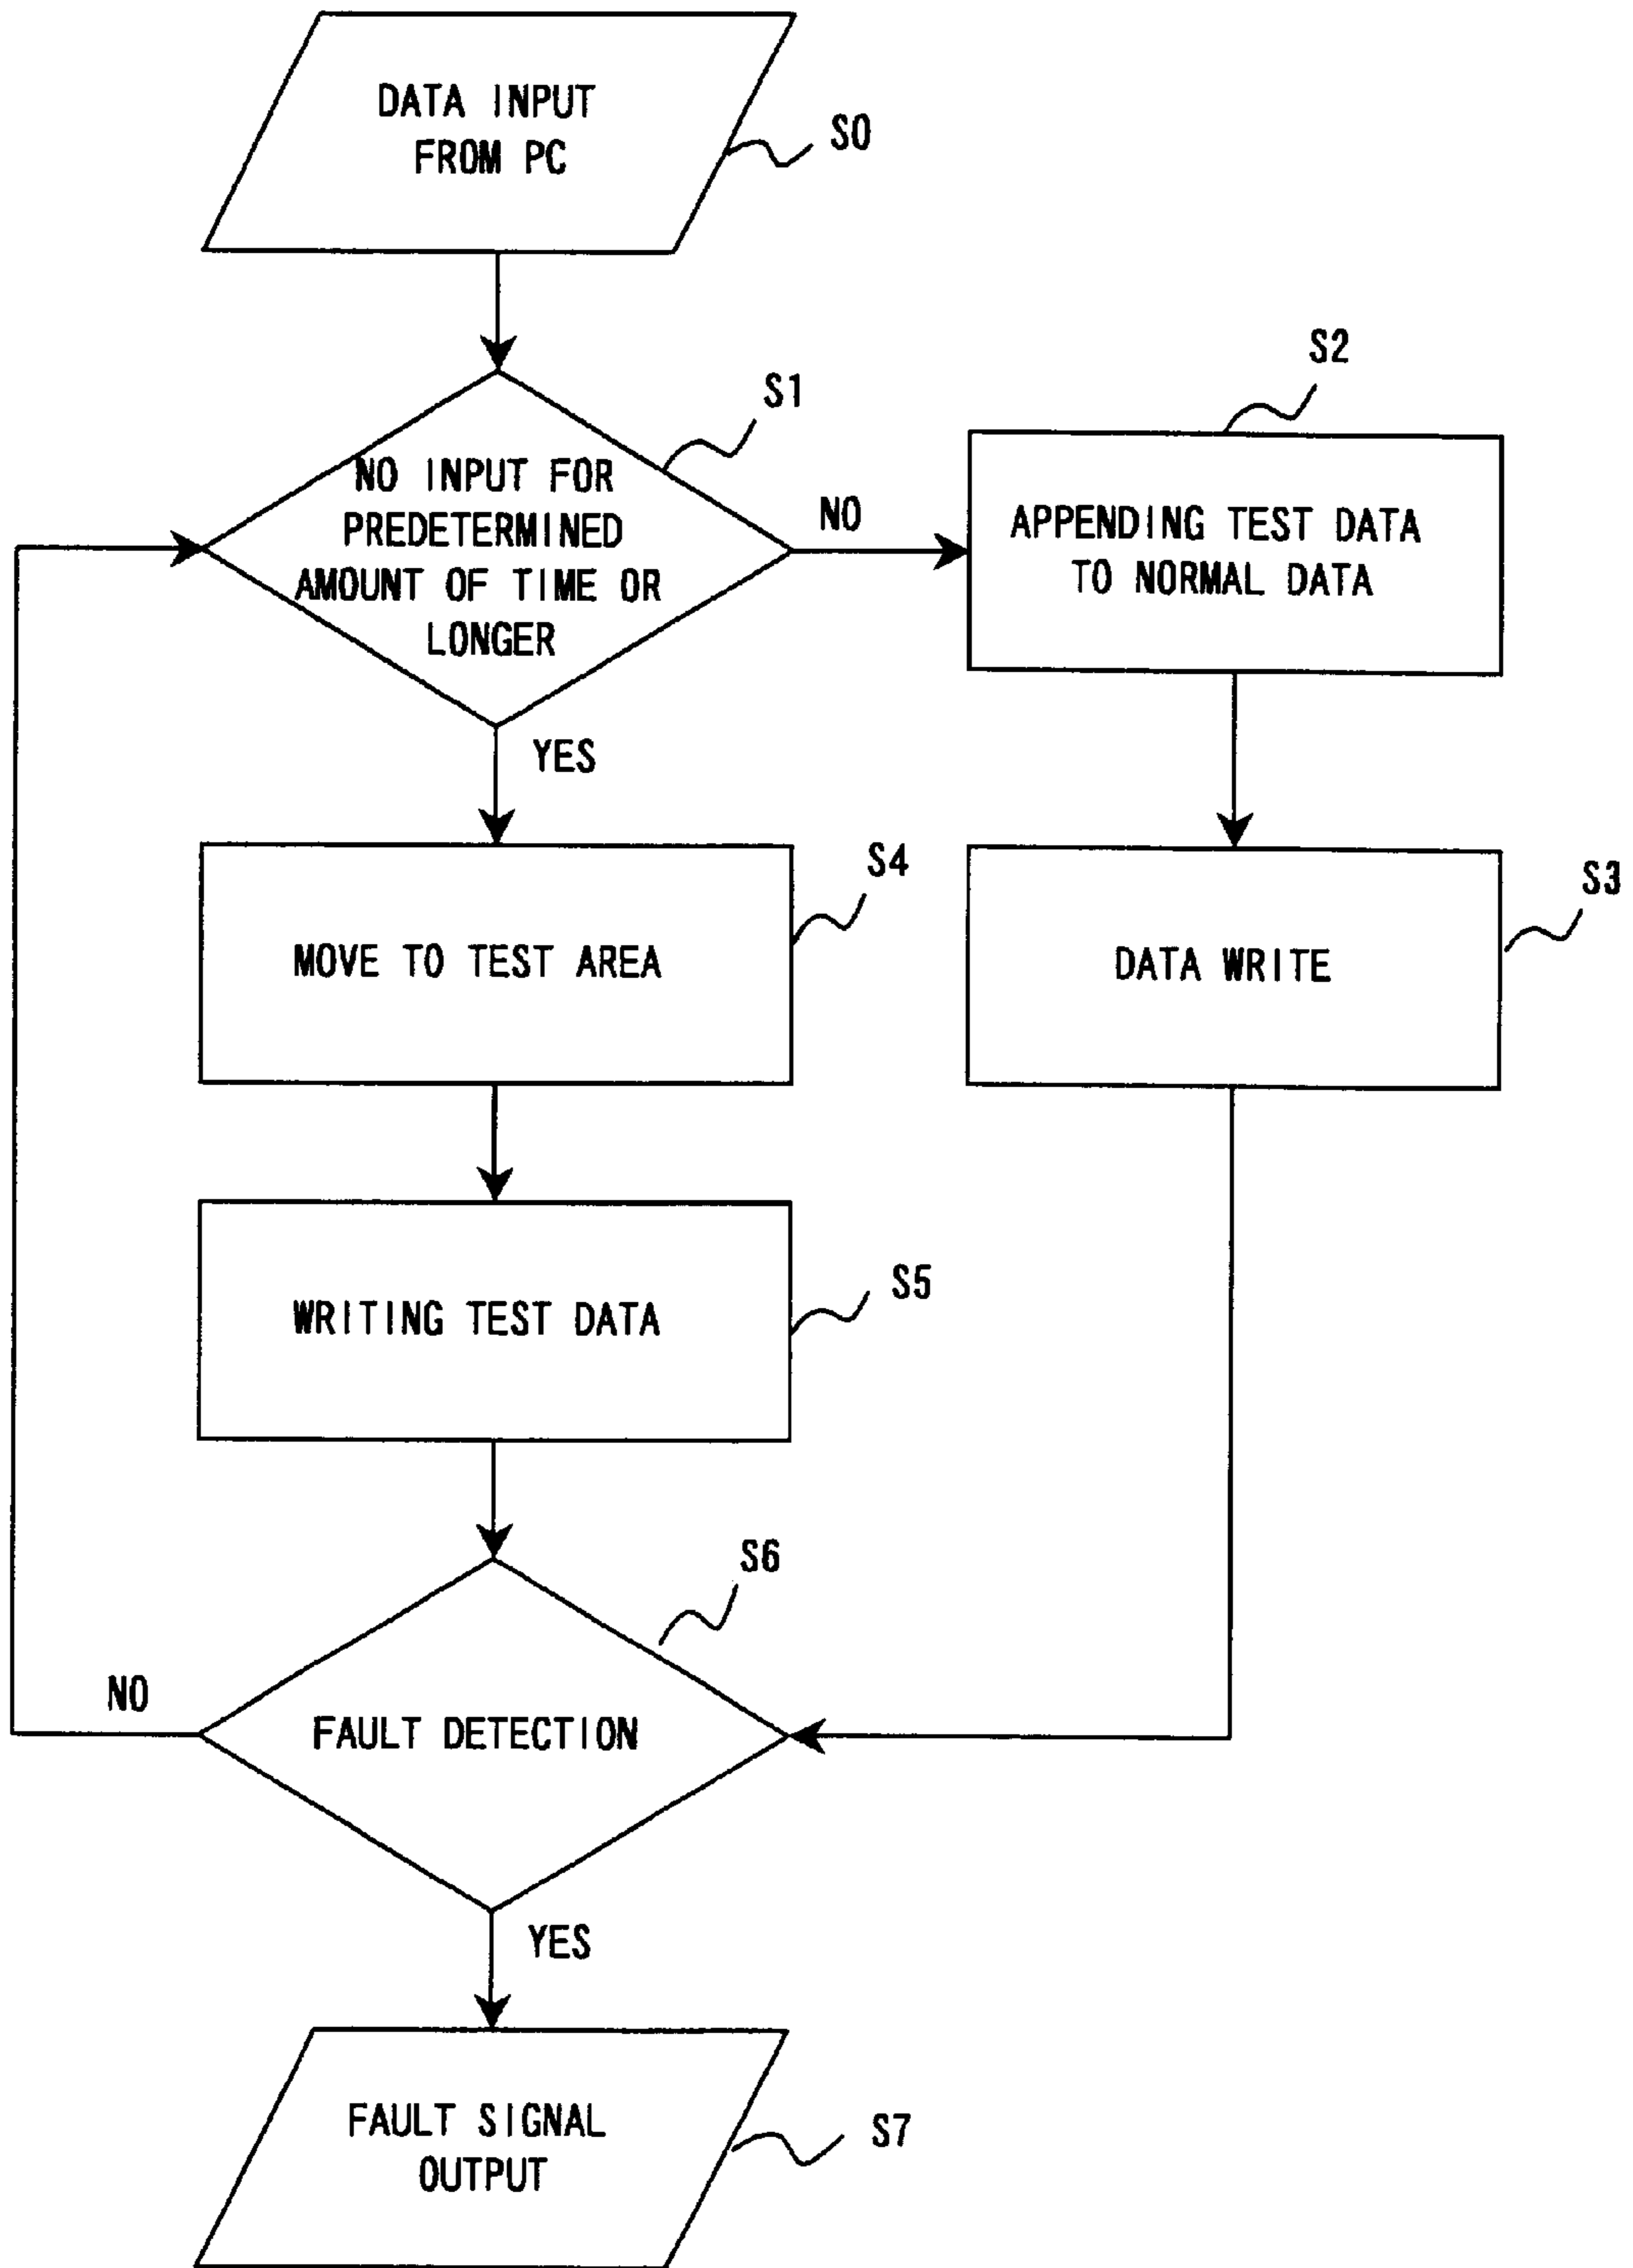 DATA INPUT
FROM PC
S0
S1
NO INPUT FOR
PREDETERMINED
AMOUNT OF TIME OR
LONGER
NO
S2
APPENDING TEST DATA
TO NORMAL DATA
YES
S4
MOVE TO TEST AREA
S3
DATA WRITE
S5
WRITING TEST DATA
S6
NO
FAULT DETECTION
YES
FAULT SIGNAL
OUTPUT
S7